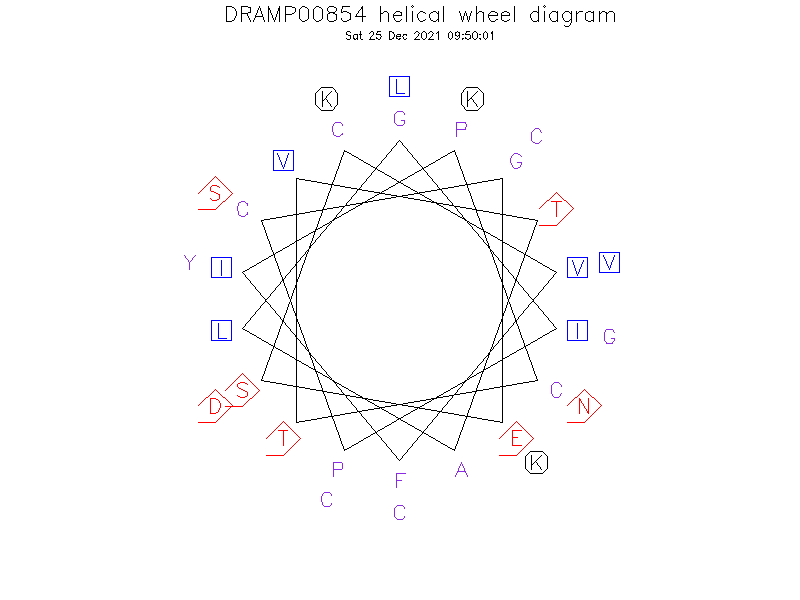 DRAMP00854 helical wheel diagram
Sat 25 Dec 2021 09:50:01
L
K K
G
C P
C
V G
S C T
Y I V V
L I G
D S C N
T E
K
P A
F
C
C